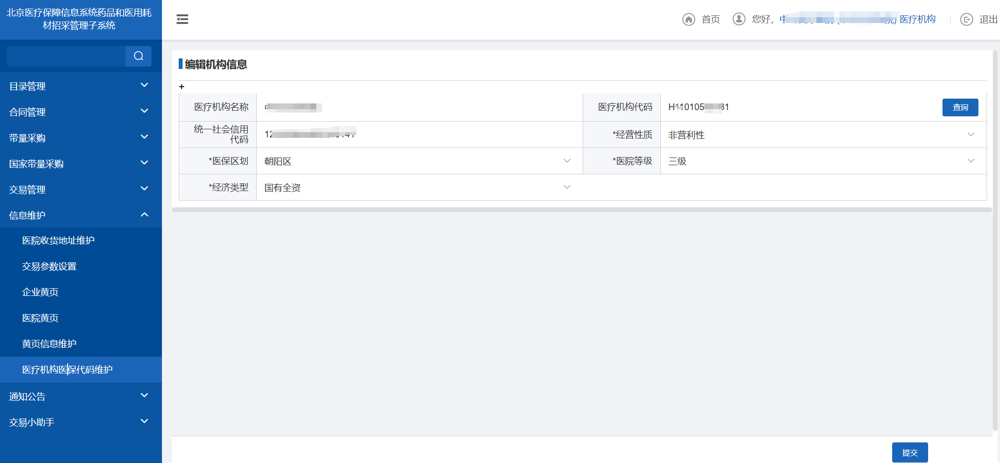 北京医疗保障信息系统药品和医用耗
材招采管理子系统
首页
您好，中
医疗机构
退出
目录管理
合同管理
带量采购
国家带量采购
交易管理
信息维护
医院收货地址维护
交易参数设置
企业黄页
医院黄页
黄页信息维护
医疗机构医保代码维护
通知公告
交易小助手
编辑机构信息
+
医疗机构名称
医疗机构代码
查询
统一社会信用
代码
*经营性质
非营利性
*医保区划
朝阳区
*医院等级
三级
*经济类型
国有全资
提交